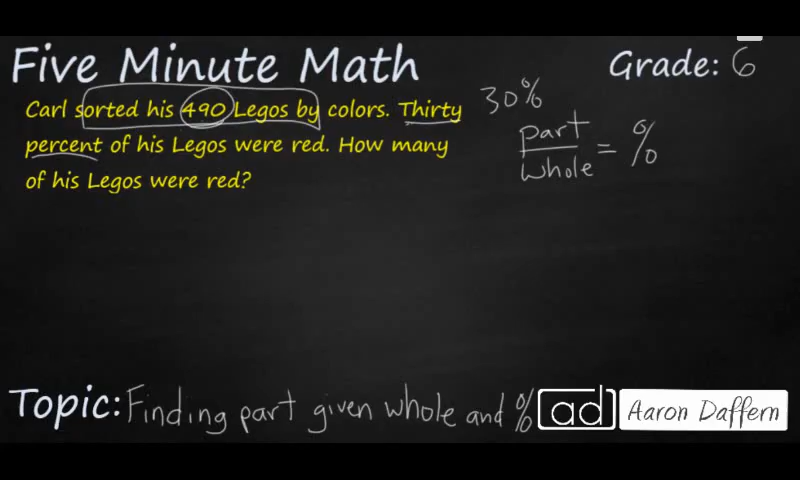 Five Minute Math
Grade: 6
Carl sorted his 490 Legos by colors. Thirty
percent of his Legos were red. How many
of his Legos were red?
30%
part
whole
= %
Topic: Finding part given whole and %
ad
Aaron Daffern